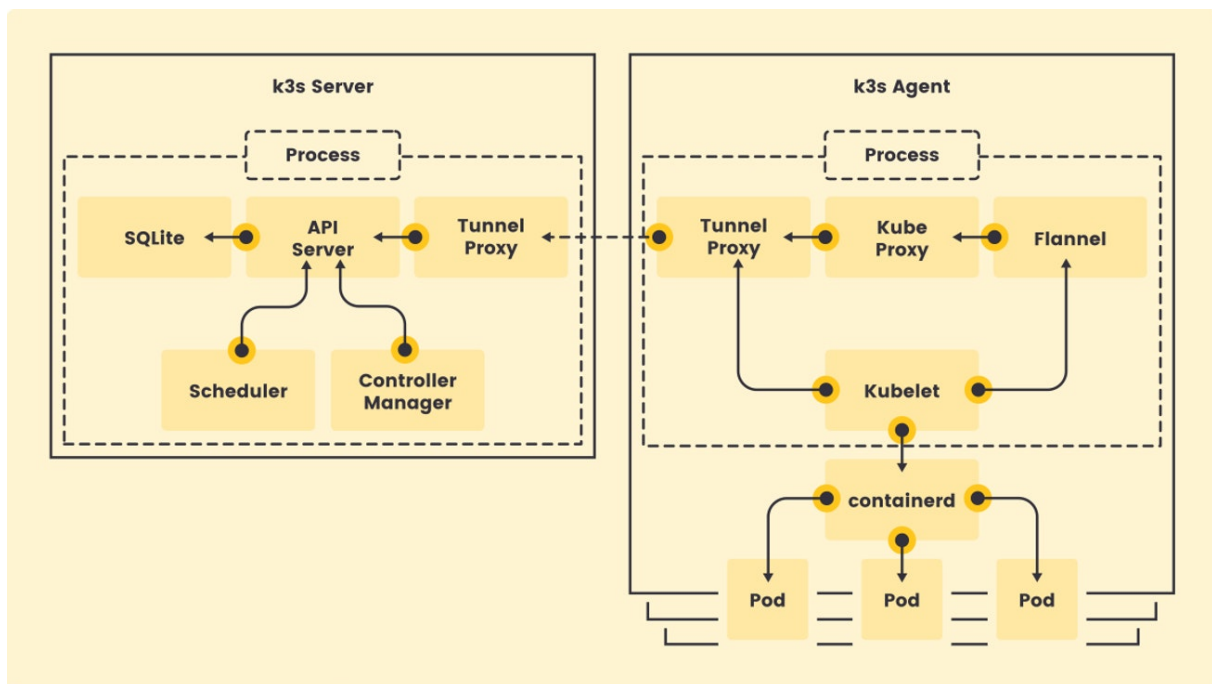 k3s Server
k3s Agent
Process
Process
SQLite
API
Server
Tunnel
Proxy
Tunnel
Proxy
Kube
Proxy
Flannel
Scheduler
Controller
Manager
Kubelet
containerd
Pod
Pod
Pod